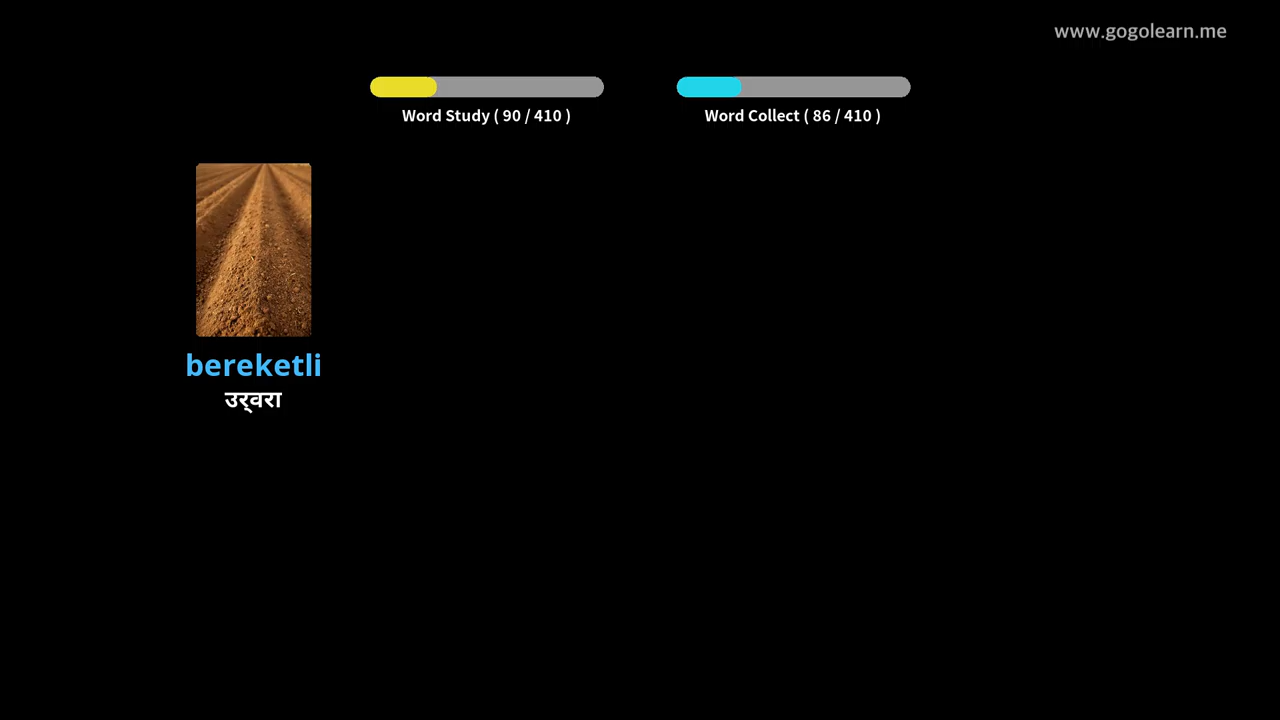 www.gogolearn.me
Word Study ( 90 / 410 )
Word Collect ( 86 / 410 )
bereketli
उर्वरा